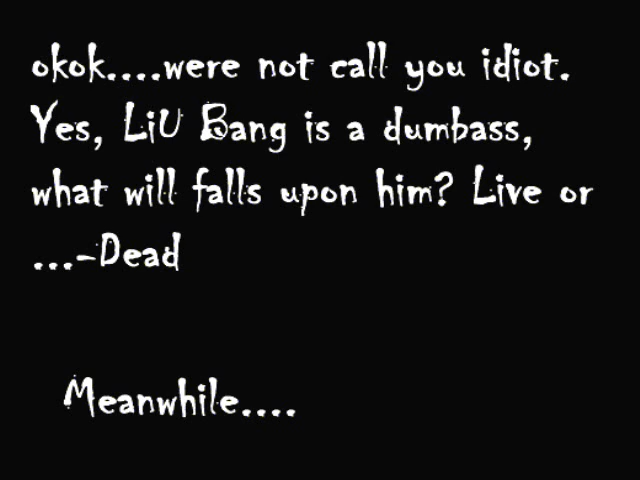 okok....were not call you idiot.
Yes, LiU Bang is a dumbass,
what will falls upon him? Live or
...-Dead
Meanwhile....